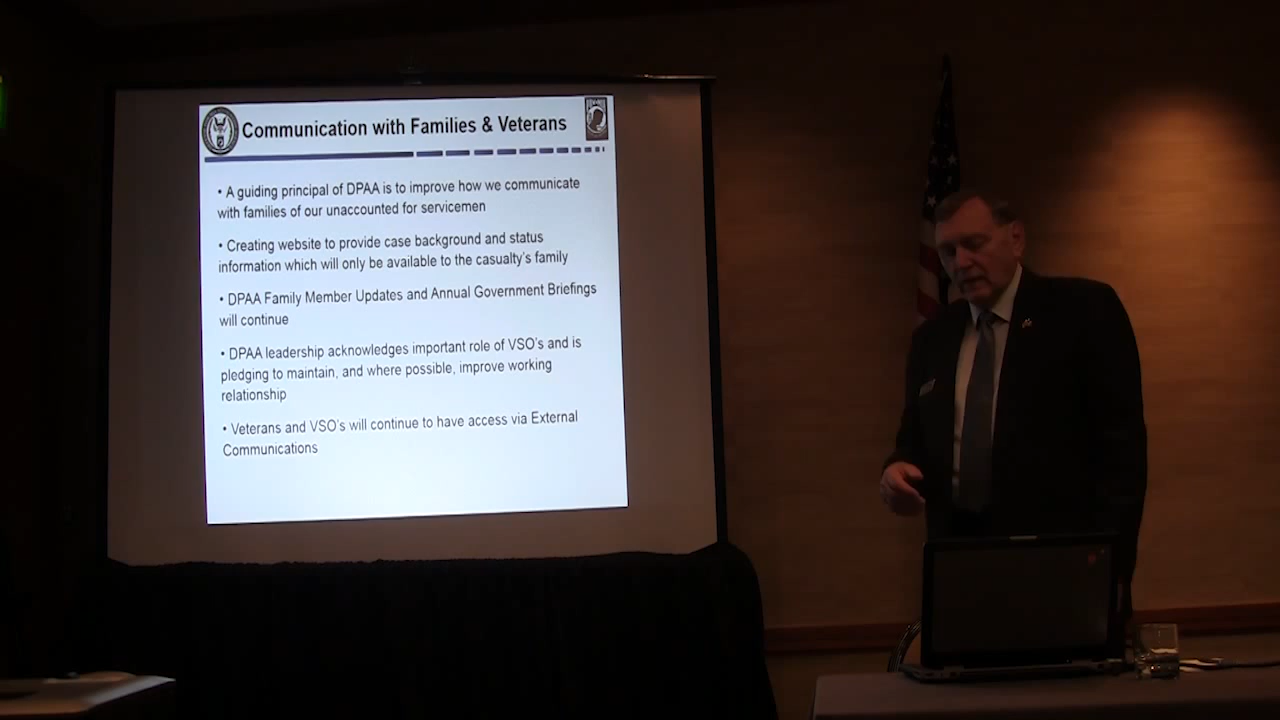 Communication with Families & Veterans
• A guiding principal of DPAA is to improve how we communicate
with families of our unaccounted for servicemen
• Creating website to provide case background and status
information which will only be available to the casualty's family
• DPAA Family Member Updates and Annual Government Briefings
will continue
• DPAA leadership acknowledges important role of VSO's and is
pledging to maintain, and where possible, improve working
relationship
• Veterans and VSO's will continue to have access via External
Communications